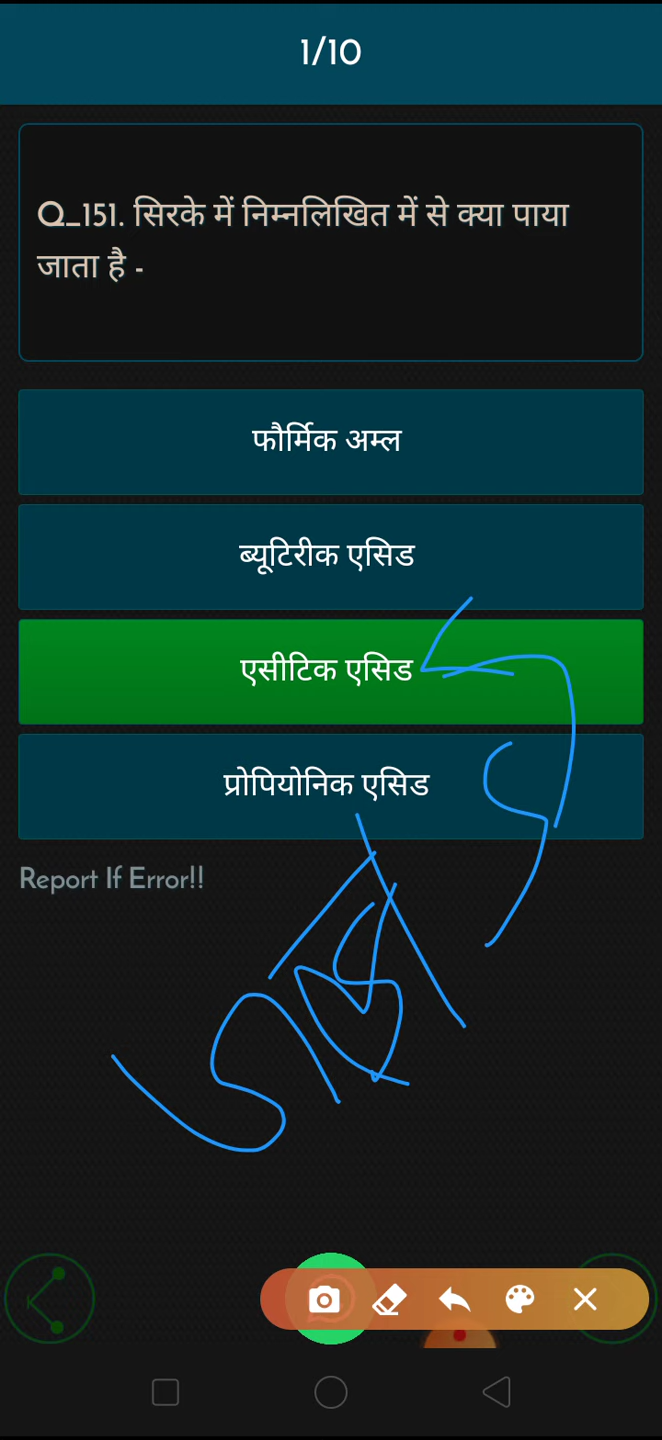 1/10
Q_151. सिरके में निम्नलिखित में से क्या पाया
जाता है -
फौर्मिक अम्ल
ब्यूटिरीक एसिड
एसीटिक एसिड
प्रोपियोनिक एसिड
Report If Error!!